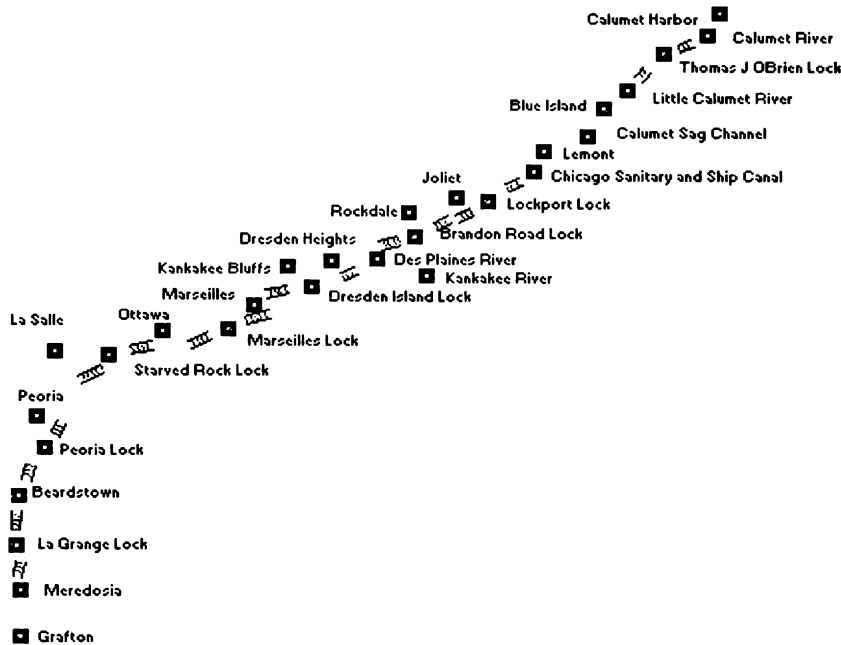 Calumet Harbor
Calumet River
Thomas J OBrien Lock
Little Calumet River
Blue Island
Calumet Sag Channel
Lemont
Chicago Sanitary and Ship Canal
Joliet
Lockport Lock
Rockdale
Brandon Road Lock
Dresden Heights
Des Plaines River
Kankakee Bluffs
Kankakee River
Marseilles
Dresden Island Lock
Ottawa
La Salle
Marseilles Lock
Starved Rock Lock
Peoria
Peoria Lock
Beardstown
La Grange Lock
Meredosia
Grafton